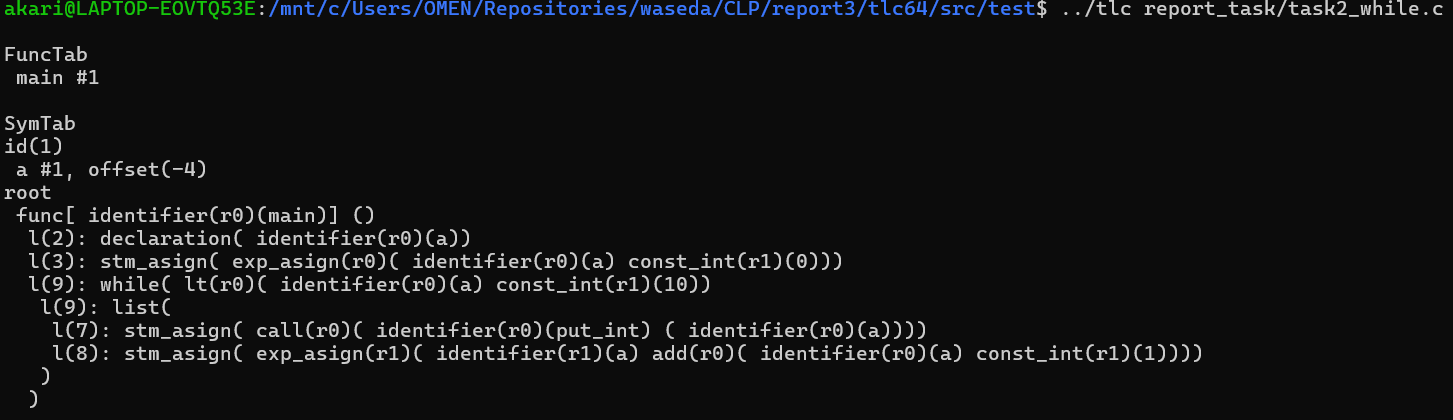 akari@LAPTOP-EOVTQ53E:/mnt/c/Users/OMEN/Repositories/waseda/CLP/report3/tlc64/src/test$ ../tlc report_task/task2_while.c

FuncTab
 main #1

SymTab
id(1)
 a #1, offset(-4)
root
 func[ identifier(r0)(main)] ()
  l(2): declaration( identifier(r0)(a))
  l(3): stm_asign( exp_asign(r0)( identifier(r0)(a) const_int(r1)(0)))
  l(9): while( lt(r0)( identifier(r0)(a) const_int(r1)(10))
   l(9): list(
    l(7): stm_asign( call(r0)( identifier(r0)(put_int) ( identifier(r0)(a))))
    l(8): stm_asign( exp_asign(r1)( identifier(r1)(a) add(r0)( identifier(r0)(a) const_int(r1)(1))))
   )
  )